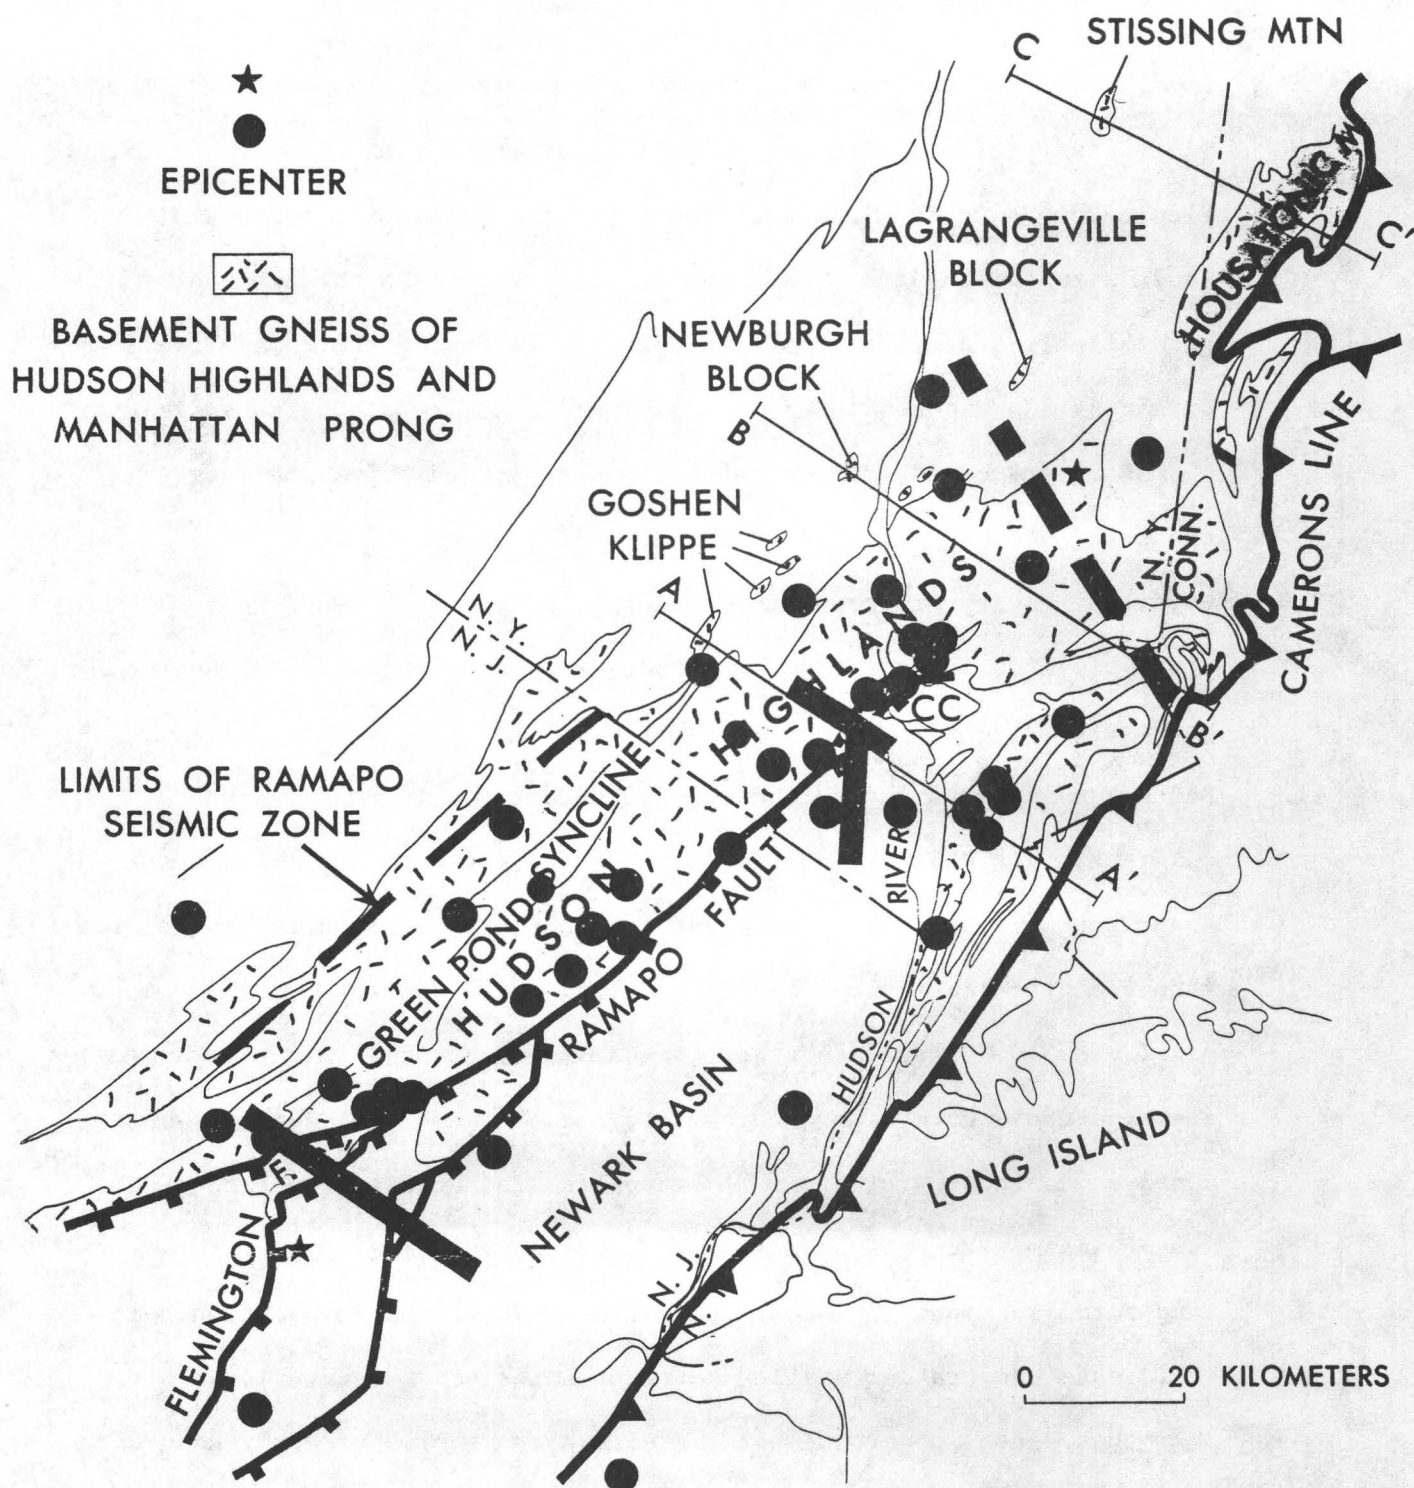 C
STISSING MTN
EPICENTER
C'
LAGRANGEVILLE
BLOCK
HOUSATONIC
BASEMENT GNEISS OF
HUDSON HIGHLANDS AND
MANHATTAN PRONG
NEWBURGH
BLOCK
B
GOSHEN
KLIPPE
A
N. Y.
N. J.
N. Y.
CONN.
CAMERONS LINE
HIGHLANDS
CC
B'
LIMITS OF RAMAPO
SEISMIC ZONE
GREEN POND SYNCLINE
HUDSON
RAMAPO FAULT
RIVER
HUDSON
A'
NEWARK BASIN
LONG ISLAND
FLEMINGTON F.
N. J.
N.
0 20 KILOMETERS